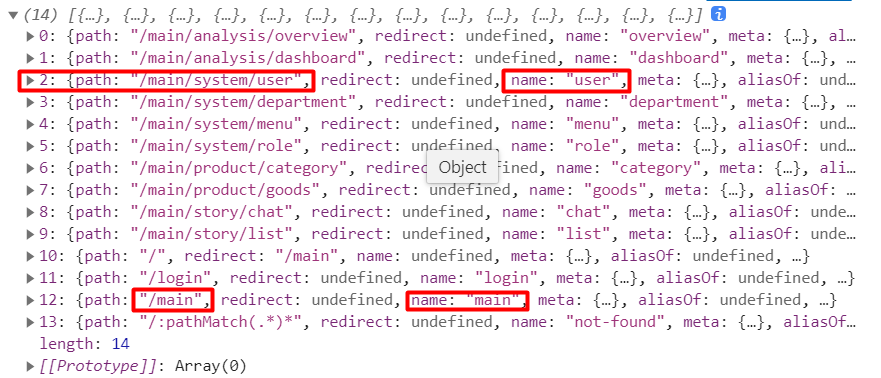 (14) [{…}, {…}, {…}, {…}, {…}, {…}, {…}, {…}, {…}, {…}, {…}, {…}, {…}, {…}] i
0: {path: "/main/analysis/overview", redirect: undefined, name: "overview", meta: {…}, al…
1: {path: "/main/analysis/dashboard", redirect: undefined, name: "dashboard", meta: {…}, …
2: {path: "/main/system/user", redirect: undefined, name: "user", meta: {…}, aliasOf: und…
3: {path: "/main/system/department", redirect: undefined, name: "department", meta: {…}, …
4: {path: "/main/system/menu", redirect: undefined, name: "menu", meta: {…}, aliasOf: und…
5: {path: "/main/system/role", redirect: undefined, name: "role", meta: {…}, aliasOf: und…
6: {path: "/main/product/category", redirect: undefined, name: "category", meta: {…}, al…
Object
7: {path: "/main/product/goods", redirect: undefined, name: "goods", meta: {…}, aliasOf: …
8: {path: "/main/story/chat", redirect: undefined, name: "chat", meta: {…}, aliasOf: unde…
9: {path: "/main/story/list", redirect: undefined, name: "list", meta: {…}, aliasOf: unde…
10: {path: "/", redirect: "/main", name: undefined, meta: {…}, aliasOf: undefined, …}
11: {path: "/login", redirect: undefined, name: "login", meta: {…}, aliasOf: undefined, …}
12: {path: "/main", redirect: undefined, name: "main", meta: {…}, aliasOf: undefined, …}
13: {path: "/:pathMatch(.*)*", redirect: undefined, name: "not-found", meta: {…}, aliasO…
length: 14
[[Prototype]]: Array(0)